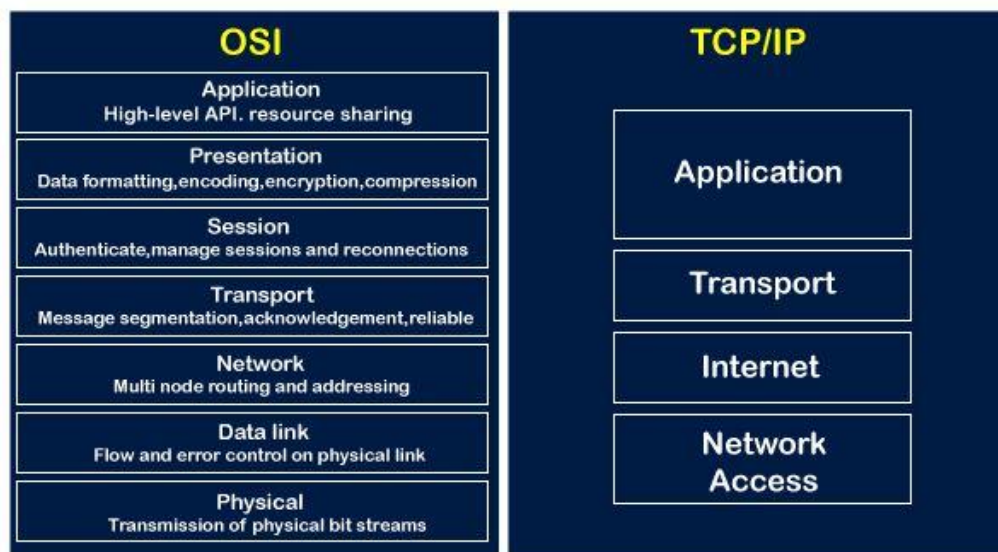 OSI
Application
High-level API. resource sharing
Presentation
Data formatting,encoding,encryption,compression
Session
Authenticate,manage sessions and reconnections
Transport
Message segmentation,acknowledgement,reliable
Network
Multi node routing and addressing
Data link
Flow and error control on physical link
Physical
Transmission of physical bit streams
TCP/IP
Application
Transport
Internet
Network
Access